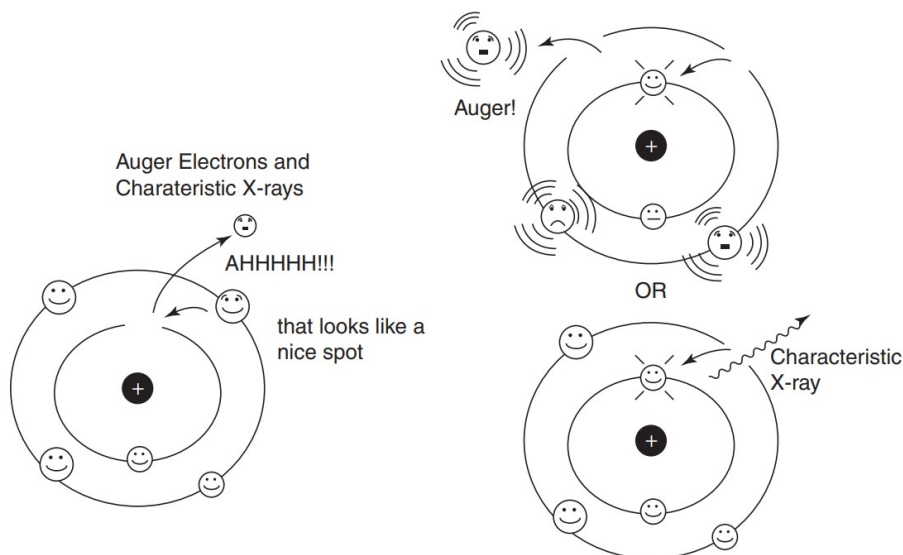 Auger Electrons and
Charateristic X-rays
AHHHHH!!!
that looks like a
nice spot
+
Auger!
+
OR
Characteristic
X-ray
+